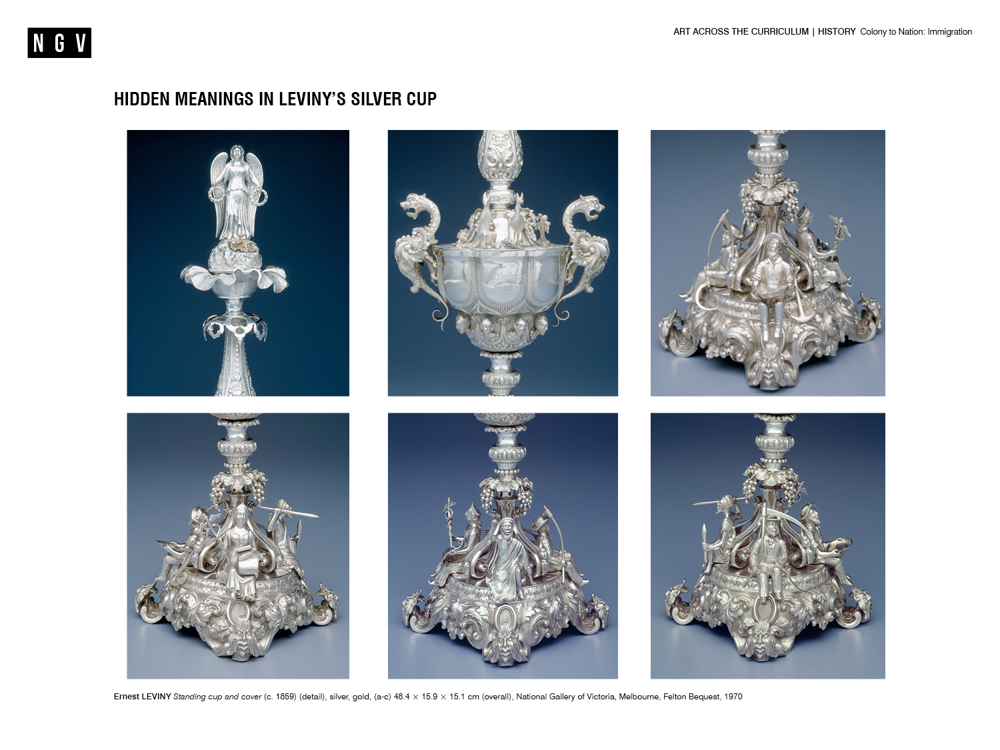 NGV
ART ACROSS THE CURRICULUM | HISTORY Colony to Nation: Immigration
HIDDEN MEANINGS IN LEVINY’S SILVER CUP
Ernest LEVINY Standing cup and cover (c. 1859) (detail), silver, gold, (a-c) 48.4 × 15.9 × 15.1 cm (overall), National Gallery of Victoria, Melbourne, Felton Bequest, 1970